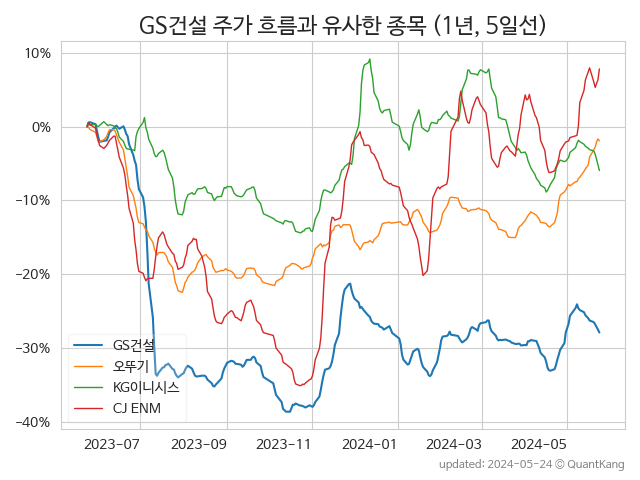 GS건설 주가 흐름과 유사한 종목 (1년, 5일선)
10%
0%
−10%
−20%
−30%
−40%
GS건설
오뚜기
KG이니시스
CJ ENM
2023-07
2023-09
2023-11
2024-01
2024-03
2024-05
updated: 2024-05-24 © QuantKang